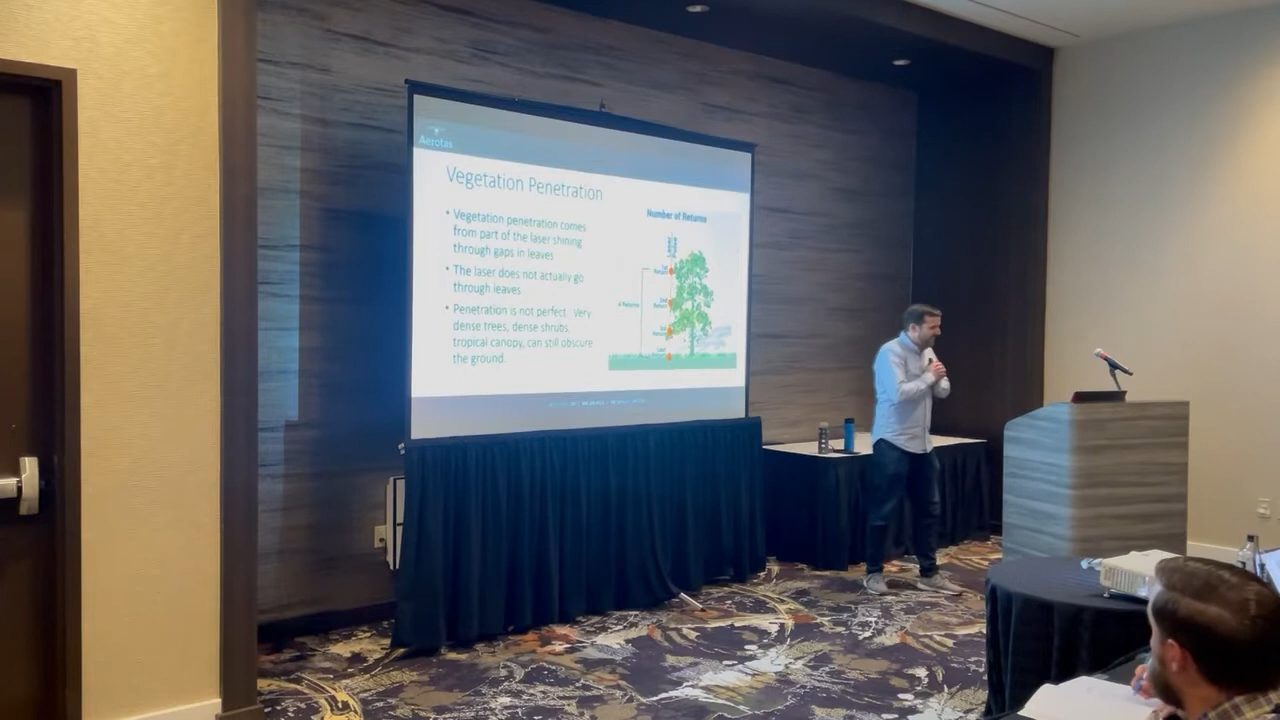 Aerotas
Vegetation Penetration
• Vegetation penetration comes
from part of the laser shining
through gaps in leaves
• The laser does not actually go
through leaves
• Penetration is not perfect. Very
dense trees, dense shrubs,
tropical canopy, can still obscure
the ground.
Number of Returns